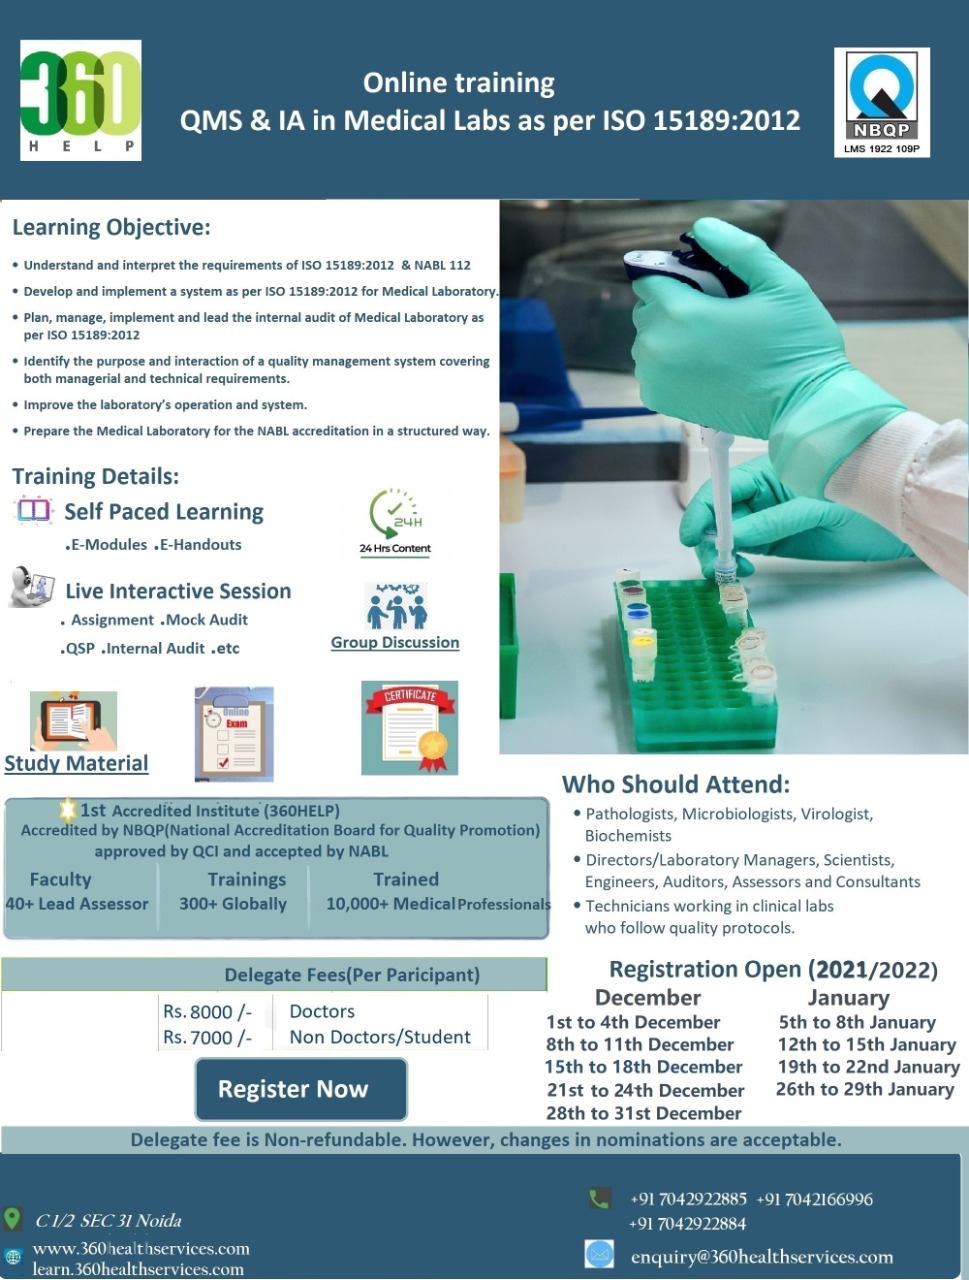 360
HELP
Online training
QMS & IA in Medical Labs as per ISO 15189:2012
NBQP
LMS 1922 109P
Learning Objective:
• Understand and interpret the requirements of ISO 15189:2012 & NABL 112
• Develop and implement a system as per ISO 15189:2012 for Medical Laboratory.
• Plan, manage, implement and lead the internal audit of Medical Laboratory as
per ISO 15189:2012
• Identify the purpose and interaction of a quality management system covering
both managerial and technical requirements.
• Improve the laboratory's operation and system.
• Prepare the Medical Laboratory for the NABL accreditation in a structured way.
Training Details:
Self Paced Learning
.E-Modules .E-Handouts
24H
24 Hrs Content
Live Interactive Session
. Assignment .Mock Audit
.QSP .Internal Audit .etc
Group Discussion
Study Material
Online
Exam
CERTIFICATE
1st Accredited Institute (360HELP)
Accredited by NBQP(National Accreditation Board for Quality Promotion)
approved by QCI and accepted by NABL
Faculty Trainings Trained
40+ Lead Assessor 300+ Globally 10,000+ Medical Professionals
Who Should Attend:
• Pathologists, Microbiologists, Virologist,
Biochemists
• Directors/Laboratory Managers, Scientists,
Engineers, Auditors, Assessors and Consultants
• Technicians working in clinical labs
who follow quality protocols.
Delegate Fees(Per Paricipant)
Rs. 8000 /- Doctors
Rs. 7000 /- Non Doctors/Student
Register Now
Registration Open (2021/2022)
December January
1st to 4th December 5th to 8th January
8th to 11th December 12th to 15th January
15th to 18th December 19th to 22nd January
21st to 24th December 26th to 29th January
28th to 31st December
Delegate fee is Non-refundable. However, changes in nominations are acceptable.
C 1/2 SEC 31 Noida
www.360healthservices.com
learn.360healthservices.com
+91 7042922885 +91 7042166996
+91 7042922884
enquiry@360healthservices.com